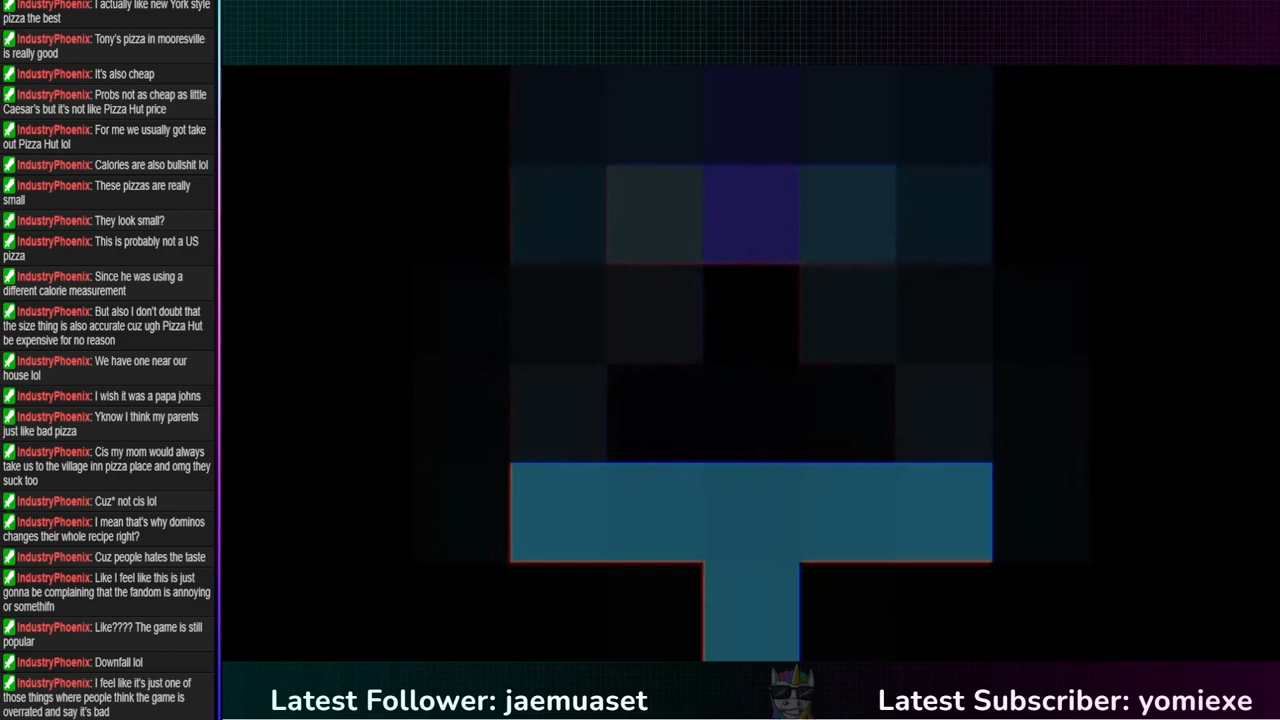 IndustryPhoenix: I actually like new York style
pizza the best
IndustryPhoenix: Tony's pizza in mooresville
is really good
IndustryPhoenix: It's also cheap
IndustryPhoenix: Probs not as cheap as little
Caesar's but it's not like Pizza Hut price
IndustryPhoenix: For me we usually got take
out Pizza Hut lol
IndustryPhoenix: Calories are also bullshit lol
IndustryPhoenix: These pizzas are really
small
IndustryPhoenix: They look small?
IndustryPhoenix: This is probably not a US
pizza
IndustryPhoenix: Since he was using a
different calorie measurement
IndustryPhoenix: But also I don't doubt that
the size thing is also accurate cuz ugh Pizza Hut
be expensive for no reason
IndustryPhoenix: We have one near our
house lol
IndustryPhoenix: I wish it was a papa johns
IndustryPhoenix: Yknow I think my parents
just like bad pizza
IndustryPhoenix: Cis my mom would always
take us to the village inn pizza place and omg they
suck too
IndustryPhoenix: Cuz* not cis lol
IndustryPhoenix: I mean that's why dominos
changes their whole recipe right?
IndustryPhoenix: Cuz people hates the taste
IndustryPhoenix: Like I feel like this is just
gonna be complaining that the fandom is annoying
or somethifn
IndustryPhoenix: Like???? The game is still
popular
IndustryPhoenix: Downfall lol
IndustryPhoenix: I feel like it's just one of
those things where people think the game is
overrated and say it's bad
Latest Follower: jaemuaset
Latest Subscriber: yomiexe